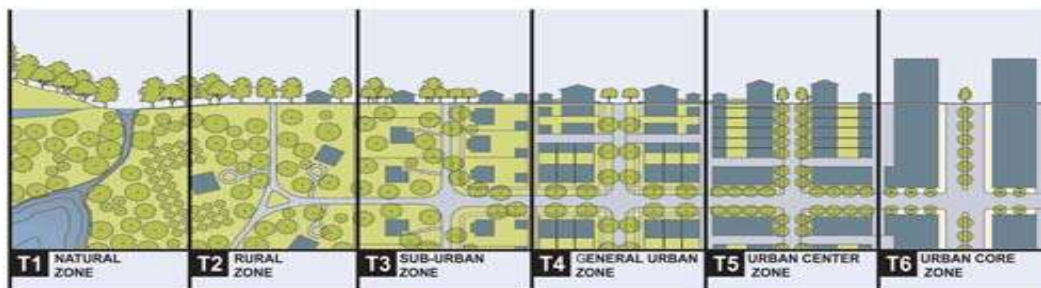 T1 NATURAL
ZONE
T2 RURAL
ZONE
T3 SUB-URBAN
ZONE
T4 GENERAL URBAN
ZONE
T5 URBAN CENTER
ZONE
T6 URBAN CORE
ZONE